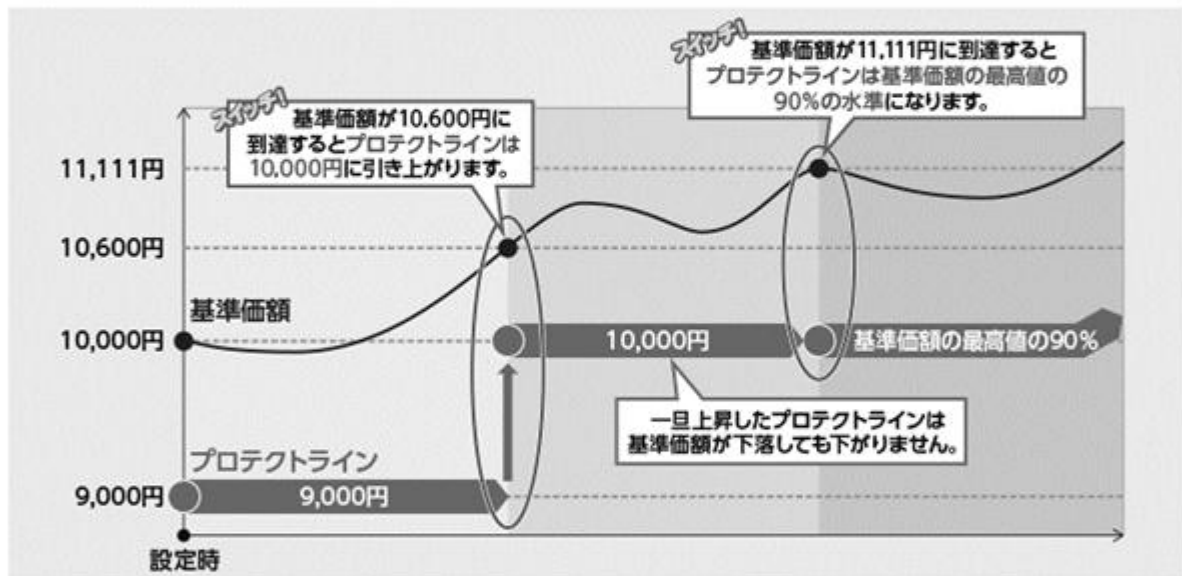 スイッチ!
基準価額が11,111円に到達すると
プロテクトラインは基準価額の最高値の
90%の水準になります。
スイッチ!
基準価額が10,600円に
到達するとプロテクトラインは
10,000円に引き上がります。
11,111円
10,600円
基準価額
10,000円
10,000円
基準価額の最高値の90%
一旦上昇したプロテクトラインは
基準価額が下落しても下がりません。
プロテクトライン
9,000円
9,000円
設定時